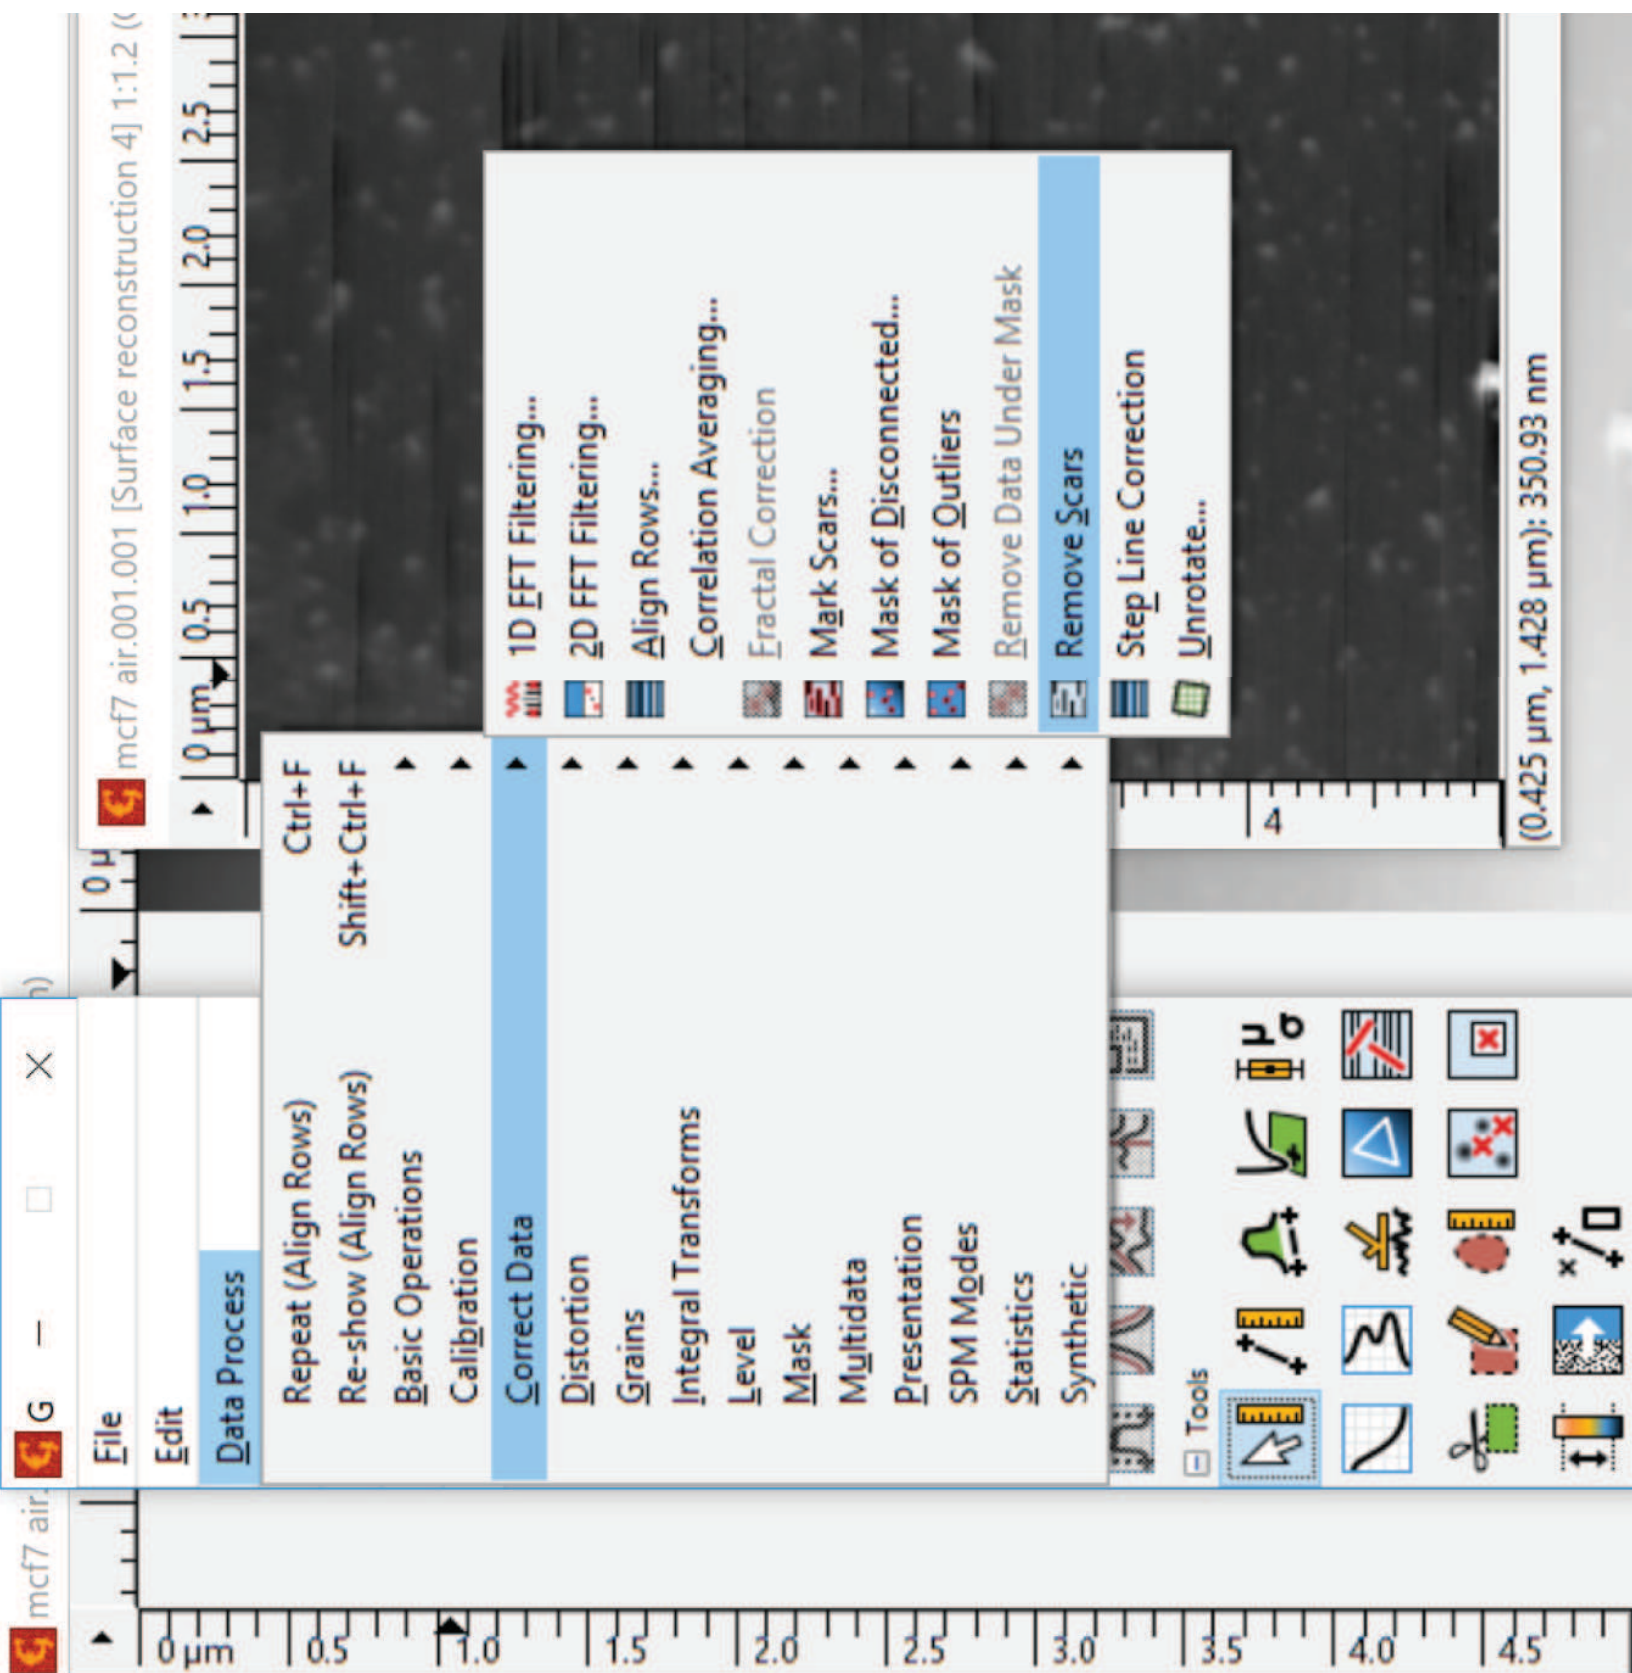 mcf7 air.
G
File
Edit
Data Process
Repeat (Align Rows) Ctrl+F
Re-show (Align Rows) Shift+Ctrl+F
Basic Operations
Calibration
Correct Data
Distortion
Grains
Integral Transforms
Level
Mask
Multidata
Presentation
SPM Modes
Statistics
Synthetic
1D FFT Filtering...
2D FFT Filtering...
Align Rows...
Correlation Averaging...
Fractal Correction
Mark Scars...
Mask of Disconnected...
Mask of Outliers
Remove Data Under Mask
Remove Scars
Step Line Correction
Unrotate...
Tools
μ
σ
mcf7 air.001.001 [Surface reconstruction 4] 1:1.2 (
0 μm 0.5 1.0 1.5 2.0 2.5
4
(0.425 μm, 1.428 μm): 350.93 nm
0 μ
0 μm 0.5 1.0 1.5 2.0 2.5 3.0 3.5 4.0 4.5